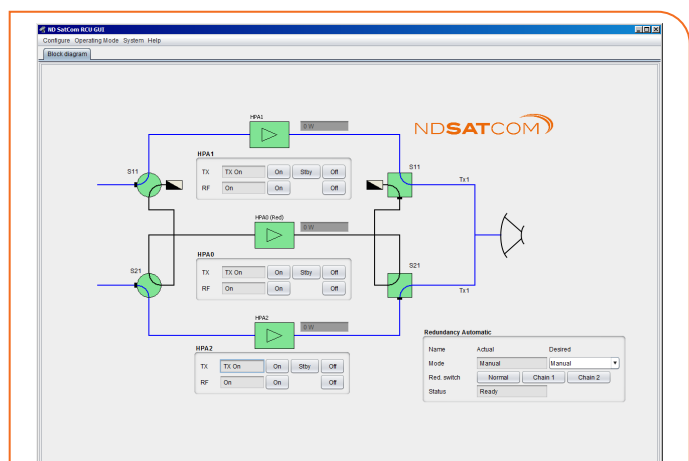 ND SatCom RCU GUI
Configure Operating Mode System Help
Block diagram
HPA1
0 W
NDSATCOM
HPA1
S11
TX TX On On Stby Off
RF On On Off
S11
Tx1
HPA0 (Red)
0 W
HPA0
S21
TX TX On On Stby Off
RF On On Off
S21
Tx1
HPA2
0 W
HPA2
TX TX On On Stby Off
RF On On Off
Redundancy Automatic
Name Actual Desired
Mode Manual Manual
Red. switch Normal Chain 1 Chain 2
Status Ready